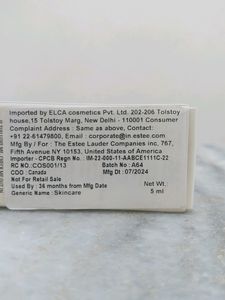 Imported by ELCA cosmetics Pvt. Ltd. 202-206 Tolstoy
house,15 Tolstoy Marg, New Delhi - 110001 Consumer
Complaint Address : Same as above, Contact :
+91 22-61479800, Email : corporate@in.estee.com
Mfg By / For : The Estee Lauder Companies inc, 767,
Fifth Avenue NY 10153, United States
Importer - CPCB Regn No. : IM-22-000-11-AABCE1111C-22
RC NO.: COS001/13 Batch No : A64
COO : Canada Mfg Dt : 07/2024
Not For Retail Sale
Used By : 36 months from Mfg Date Net Wt.
Generic Name: Skincare 5 ml